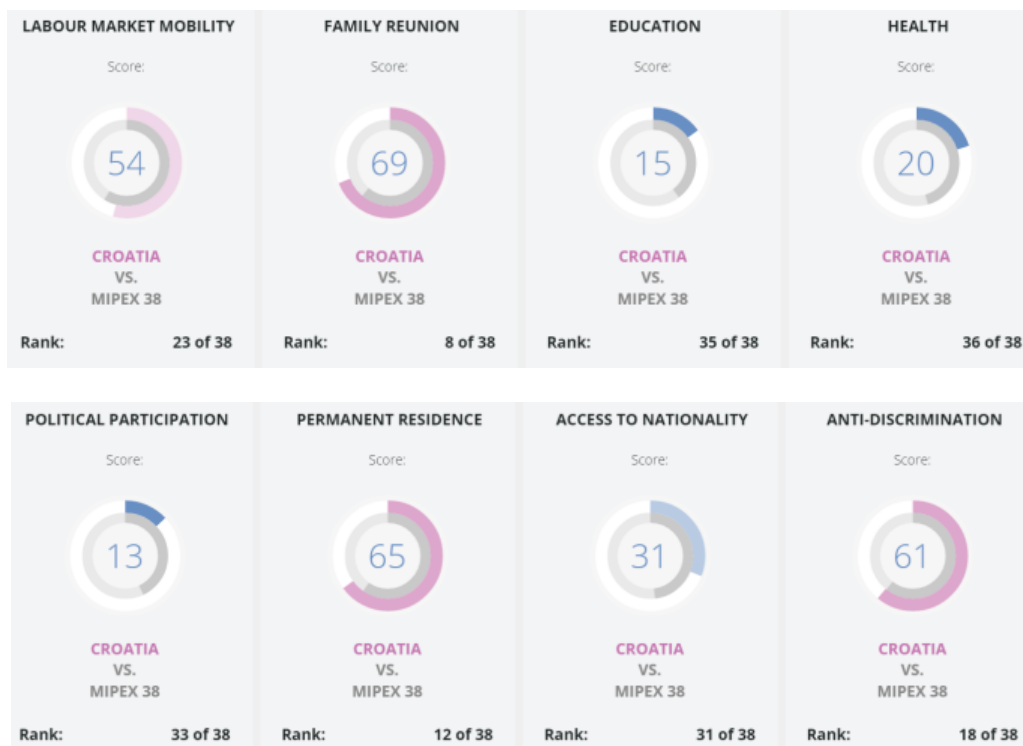 LABOUR MARKET MOBILITY
Score:
54
CROATIA
VS.
MIPEX 38
Rank: 23 of 38
FAMILY REUNION
Score:
69
CROATIA
VS.
MIPEX 38
Rank: 8 of 38
EDUCATION
Score:
15
CROATIA
VS.
MIPEX 38
Rank: 35 of 38
HEALTH
Score:
20
CROATIA
VS.
MIPEX 38
Rank: 36 of 38
POLITICAL PARTICIPATION
Score:
13
CROATIA
VS.
MIPEX 38
Rank: 33 of 38
PERMANENT RESIDENCE
Score:
65
CROATIA
VS.
MIPEX 38
Rank: 12 of 38
ACCESS TO NATIONALITY
Score:
31
CROATIA
VS.
MIPEX 38
Rank: 31 of 38
ANTI-DISCRIMINATION
Score:
61
CROATIA
VS.
MIPEX 38
Rank: 18 of 38